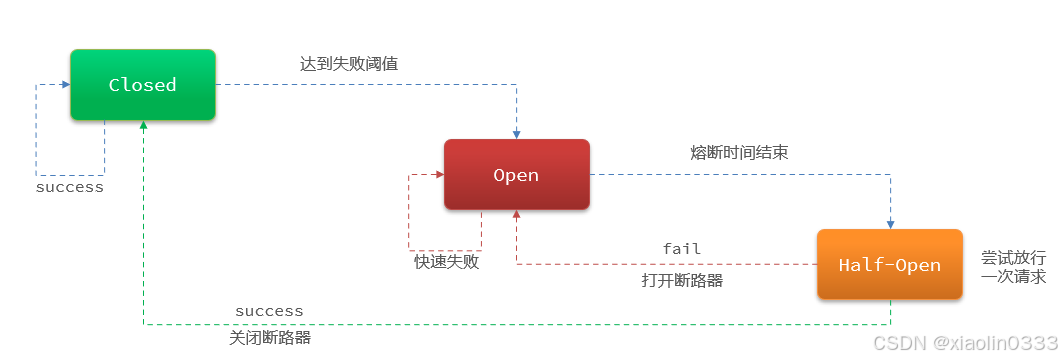 达到失败阈值
Closed
success
熔断时间结束
Open
快速失败
fail
打开断路器
Half-Open
尝试放行
一次请求
success
关闭断路器
CSDN @xiaolin0333